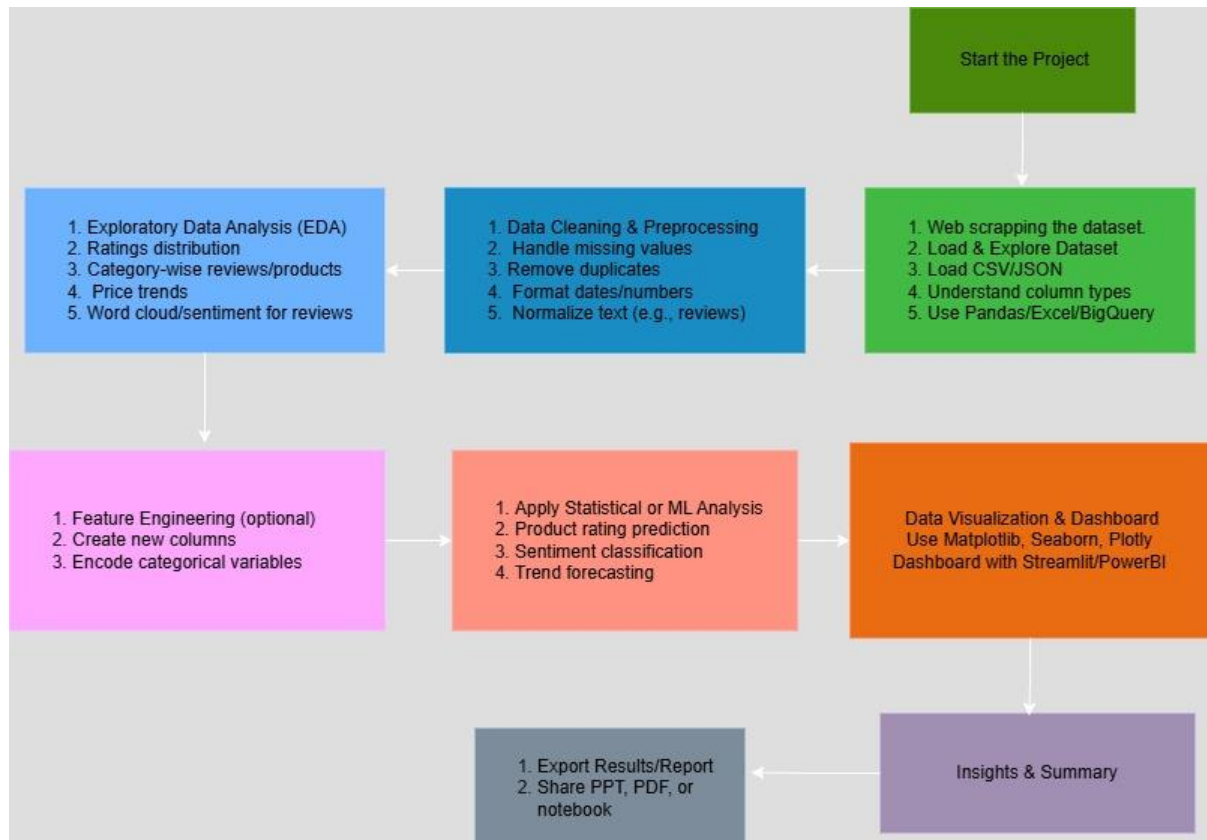 Start the Project
1. Web scrapping the dataset.
2. Load & Explore Dataset
3. Load CSV/JSON
4. Understand column types
5. Use Pandas/Excel/BigQuery
1. Data Cleaning & Preprocessing
2. Handle missing values
3. Remove duplicates
4. Format dates/numbers
5. Normalize text (e.g., reviews)
1. Exploratory Data Analysis (EDA)
2. Ratings distribution
3. Category-wise reviews/products
4. Price trends
5. Word cloud/sentiment for reviews
1. Feature Engineering (optional)
2. Create new columns
3. Encode categorical variables
1. Apply Statistical or ML Analysis
2. Product rating prediction
3. Sentiment classification
4. Trend forecasting
Data Visualization & Dashboard
Use Matplotlib, Seaborn, Plotly
Dashboard with Streamlit/PowerBI
Insights & Summary
1. Export Results/Report
2. Share PPT, PDF, or
notebook